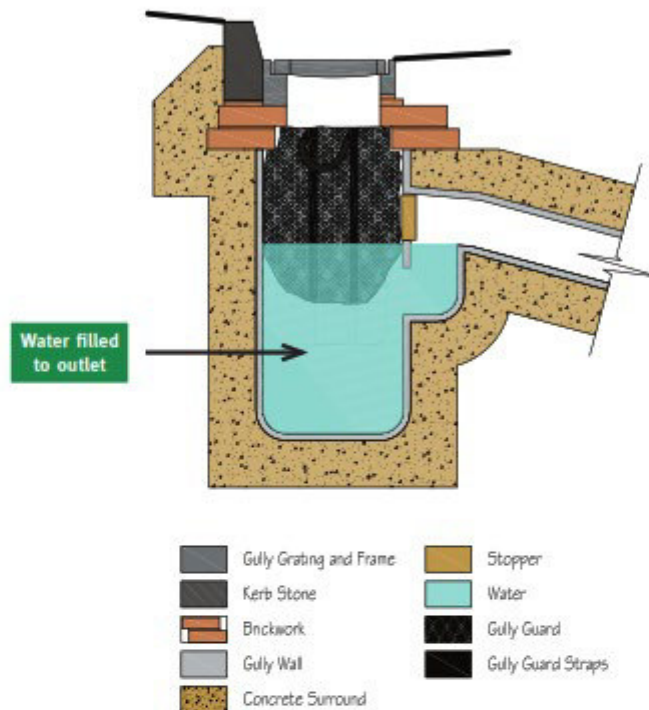 Water filled
to outlet
Gully Grating and Frame
Kerb Stone
Brickwork
Gully Wall
Concrete Surround
Stopper
Water
Gully Guard
Gully Guard Straps